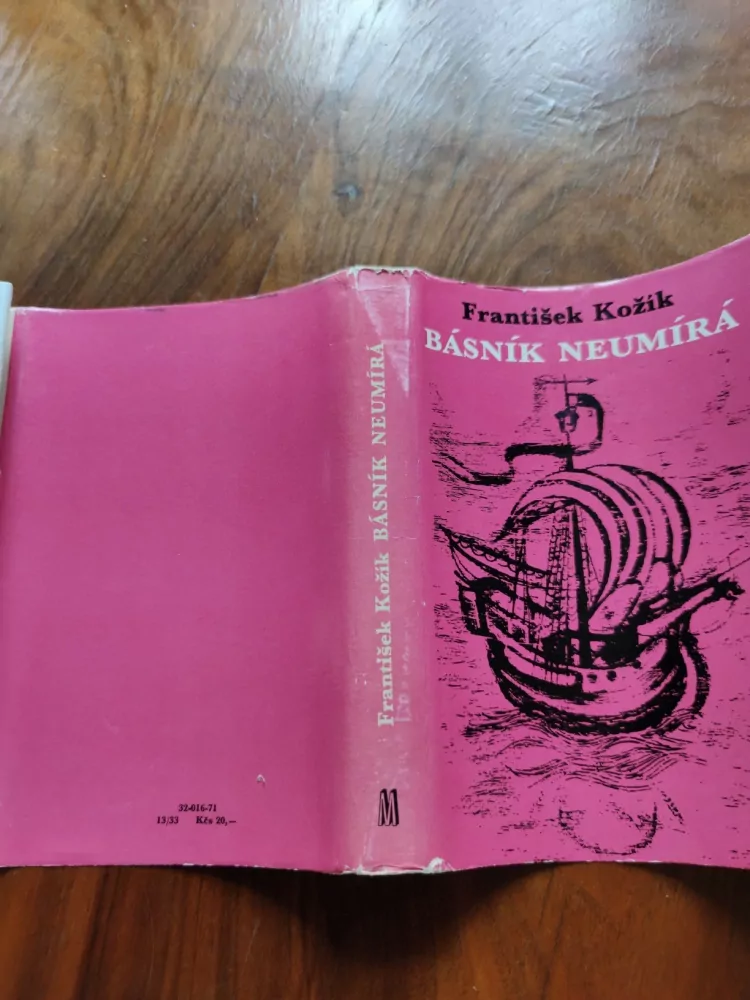 František Kožík
BÁSNÍK NEUMÍRÁ
František Kožík BÁSNÍK NEUMÍRÁ
M
32-016-71
13/33 Kčs 20,—